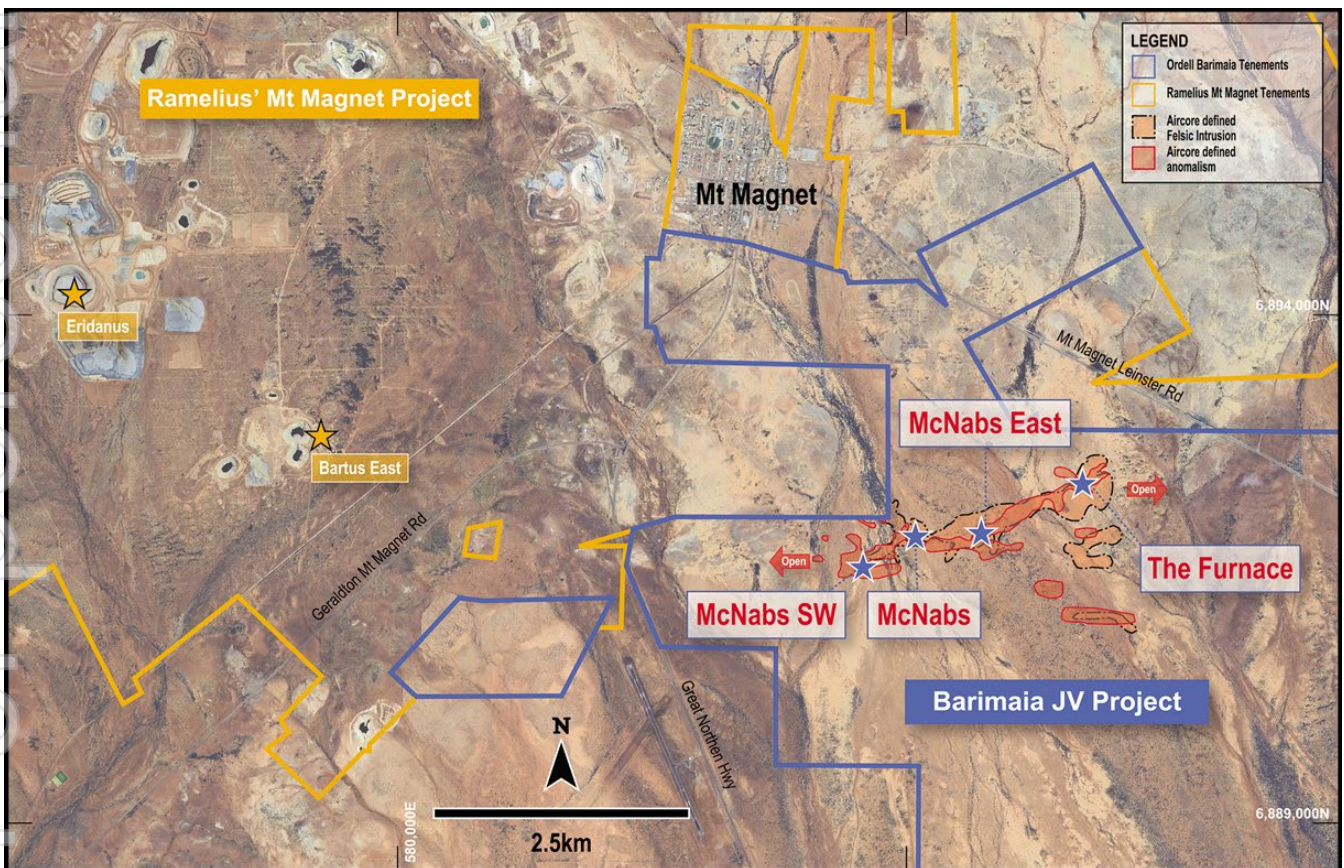 LEGEND
Ordell Barimaia Tenements
Ramelius Mt Magnet Tenements
Aircore defined
Felsic Intrusion
Aircore defined
anomalism
Ramelius' Mt Magnet Project
Mt Magnet
Eridanus
6,894,000N
Mt Magnet Leinster Rd
McNabs East
Bartus East
Open
Geraldton Mt Magnet Rd
Open
The Furnace
McNabs SW
McNabs
Barimaia JV Project
Great Northen Hwy
N
580,000E
2.5km
6,889,000N